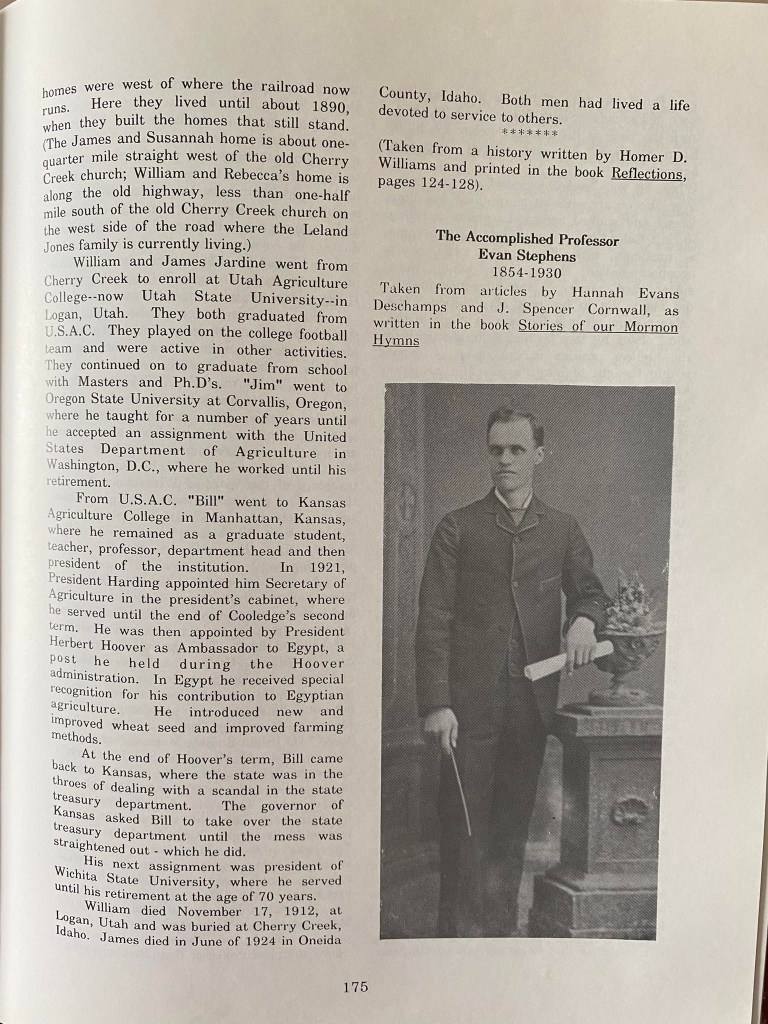 homes were west of where the railroad now
runs. Here they lived until about 1890,
when they built the homes that still stand.
(The James and Susannah home is about one-
quarter mile straight west of the old Cherry
Creek church; William and Rebecca's home is
along the old highway, less than one-half
mile south of the old Cherry Creek church on
the west side of the road where the Leland
Jones family is currently living.)
William and James Jardine went from
Cherry Creek to enroll at Utah Agriculture
College--now Utah State University--in
Logan, Utah. They both graduated from
U.S.A.C. They played on the college football
team and were active in other activities.
They continued on to graduate from school
with Masters and Ph.D's. "Jim" went to
Oregon State University at Corvallis, Oregon,
where he taught for a number of years until
he accepted an assignment with the United
States Department of Agriculture in
Washington, D.C., where he worked until his
retirement.
From U.S.A.C. "Bill" went to Kansas
Agriculture College in Manhattan, Kansas,
where he remained as a graduate student,
teacher, professor, department head and then
president of the institution. In 1921,
President Harding appointed him Secretary of
Agriculture in the president's cabinet, where
he served until the end of Cooledge's second
term. He was then appointed by President
Herbert Hoover as Ambassador to Egypt, a
post he held during the Hoover
administration. In Egypt he received special
recognition for his contribution to Egyptian
agriculture. He introduced new and
improved wheat seed and improved farming
methods.
At the end of Hoover's term, Bill came
back to Kansas, where the state was in the
throes of dealing with a scandal in the state
treasury department. The governor of
Kansas asked Bill to take over the state
treasury department until the mess was
straightened out - which he did.
His next assignment was president of
Wichita State University, where he served
until his retirement at the age of 70 years.
William died November 17, 1912, at
Logan, Utah and was buried at Cherry Creek,
Idaho. James died in June of 1924 in Oneida
County, Idaho. Both men had lived a life
devoted to service to others.
*******
(Taken from a history written by Homer D.
Williams and printed in the book Reflections,
pages 124-128).
The Accomplished Professor
Evan Stephens
1854-1930
Taken from articles by Hannah Evans
Deschamps and J. Spencer Cornwall, as
written in the book Stories of our Mormon
Hymns
175